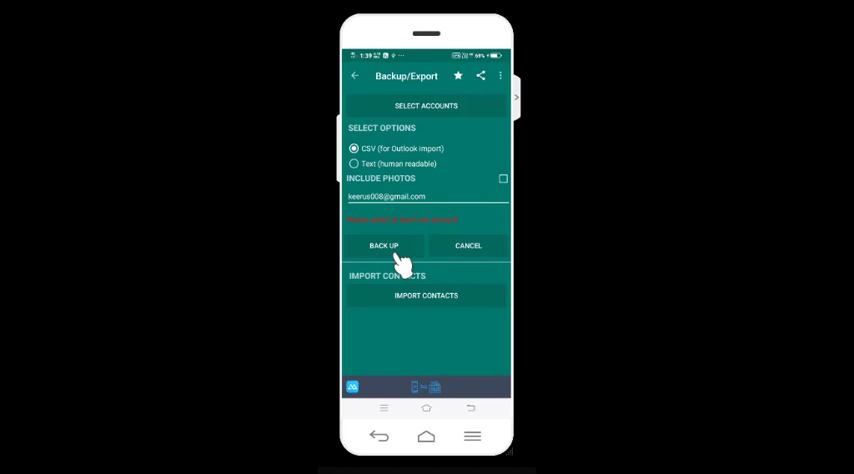 1:39
69%
Backup/Export
SELECT ACCOUNTS
SELECT OPTIONS
CSV (for Outlook import)
Text (human readable)
INCLUDE PHOTOS
keerus008@gmail.com
BACK UP CANCEL
IMPORT CONTACTS
IMPORT CONTACTS